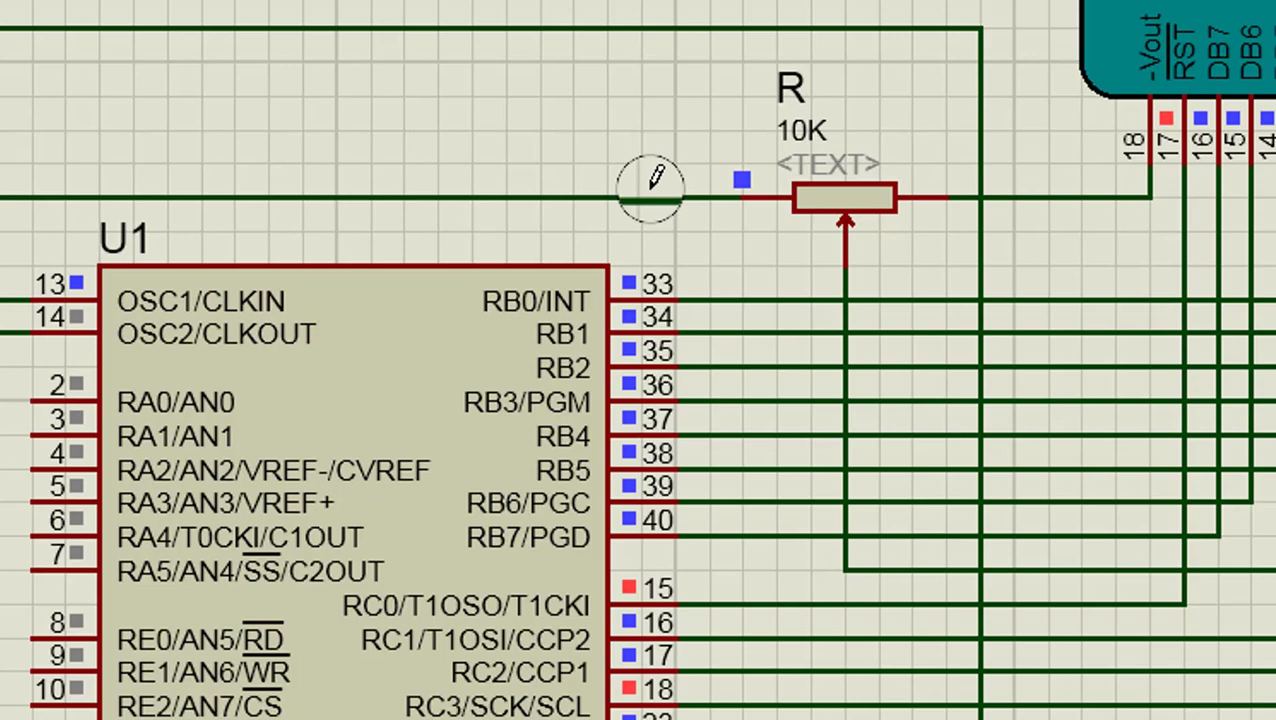 -Vout
RST
DB7
DB6
18
17
16
15
14
R
10K
<TEXT>
U1
13 OSC1/CLKIN RB0/INT 33
14 OSC2/CLKOUT RB1 34
RB2 35
2 RA0/AN0 RB3/PGM 36
3 RA1/AN1 RB4 37
4 RA2/AN2/VREF-/CVREF RB5 38
5 RA3/AN3/VREF+ RB6/PGC 39
6 RA4/T0CKI/C1OUT RB7/PGD 40
7 RA5/AN4/SS/C2OUT
RC0/T1OSO/T1CKI 15
8 RE0/AN5/RD RC1/T1OSI/CCP2 16
9 RE1/AN6/WR RC2/CCP1 17
10 RE2/AN7/CS RC3/SCK/SCL 18